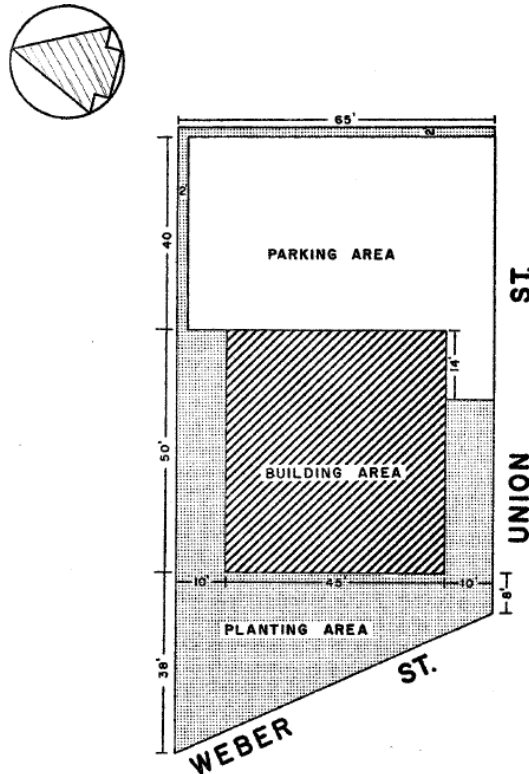 65'
2'
2'
40
PARKING AREA
ST.
14'
50'
BUILDING AREA
UNION
10'
45'
10'
8'
PLANTING AREA
38'
ST.
WEBER